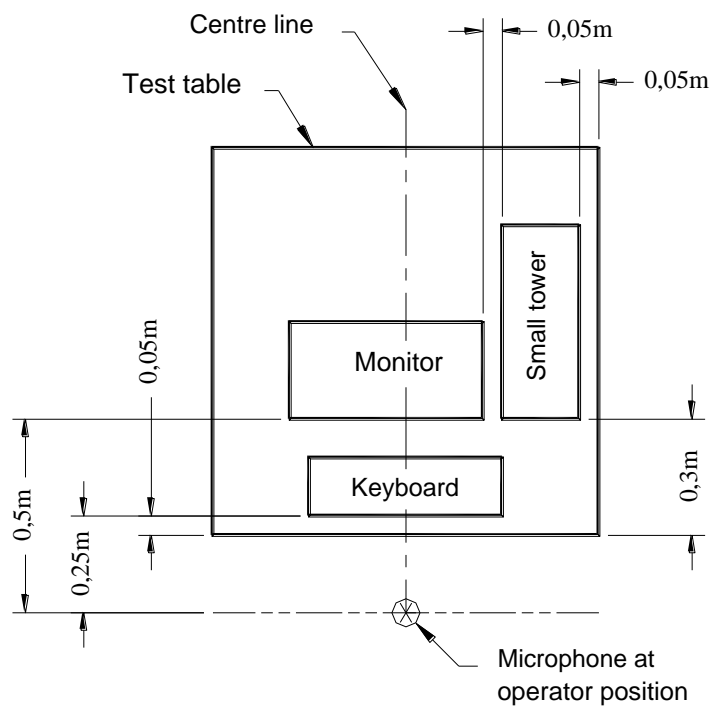 Centre line
0,05m
Test table
0,05m
Small tower
0,05m
Monitor
Keyboard
0,5m
0,25m
0,3m
Microphone at
operator position